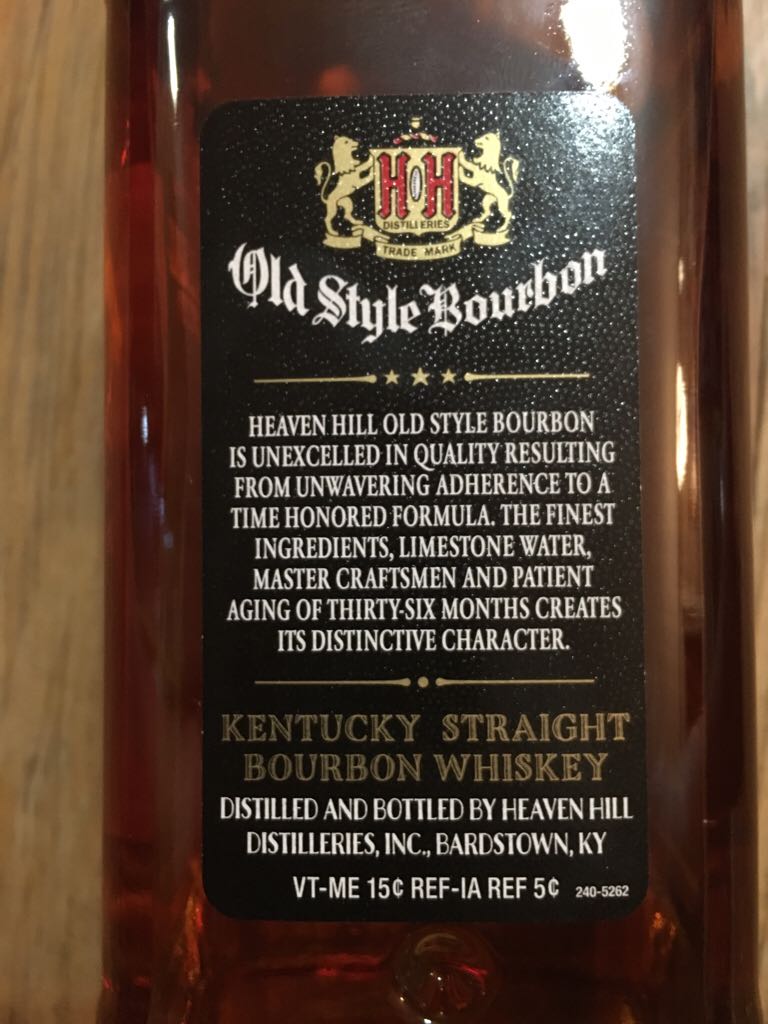 H H
DISTILLERIES
TRADE MARK
Old Style Bourbon
HEAVEN HILL OLD STYLE BOURBON
IS UNEXCELLED IN QUALITY RESULTING
FROM UNWAVERING ADHERENCE TO A
TIME HONORED FORMULA. THE FINEST
INGREDIENTS, LIMESTONE WATER,
MASTER CRAFTSMEN AND PATIENT
AGING OF THIRTY-SIX MONTHS CREATES
ITS DISTINCTIVE CHARACTER.
KENTUCKY STRAIGHT
BOURBON WHISKEY
DISTILLED AND BOTTLED BY HEAVEN HILL
DISTILLERIES, INC., BARDSTOWN, KY
VT-ME 15¢ REF-IA REF 5¢ 240-5262